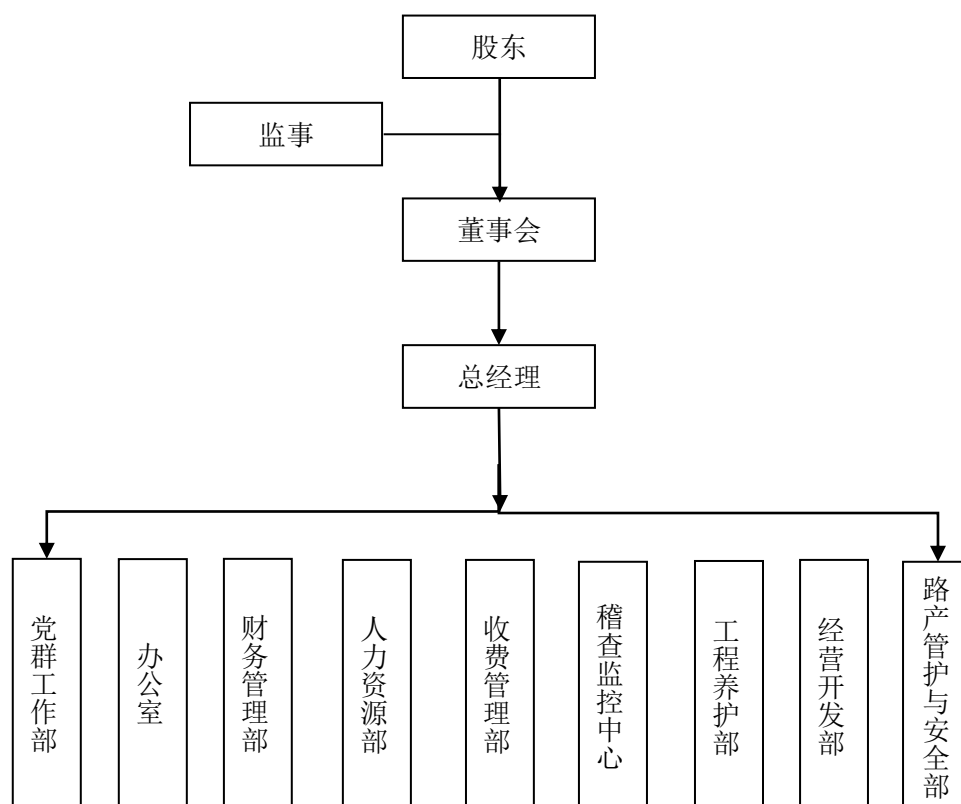 股东
监事
董事会
总经理
党群工作部
办公室
财务管理部
人力资源部
收费管理部
稽查监控中心
工程养护部
经营开发部
路产管护与安全部